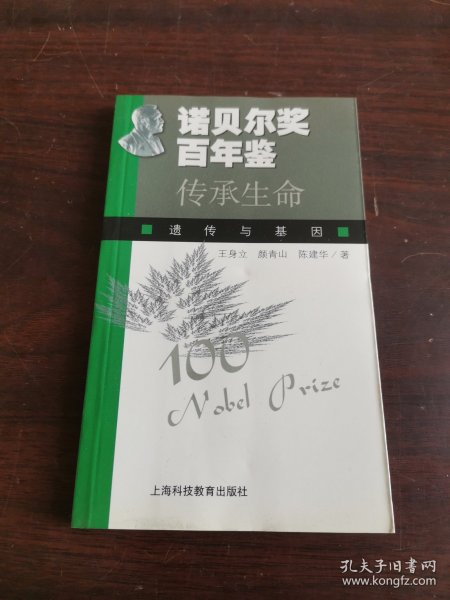 诺贝尔奖
百年鉴
传承生命
遗传与基因
王身立 颜青山 陈建华/著
100
Nobel Prize
上海科技教育出版社
孔夫子旧书网
www.kongfz.com